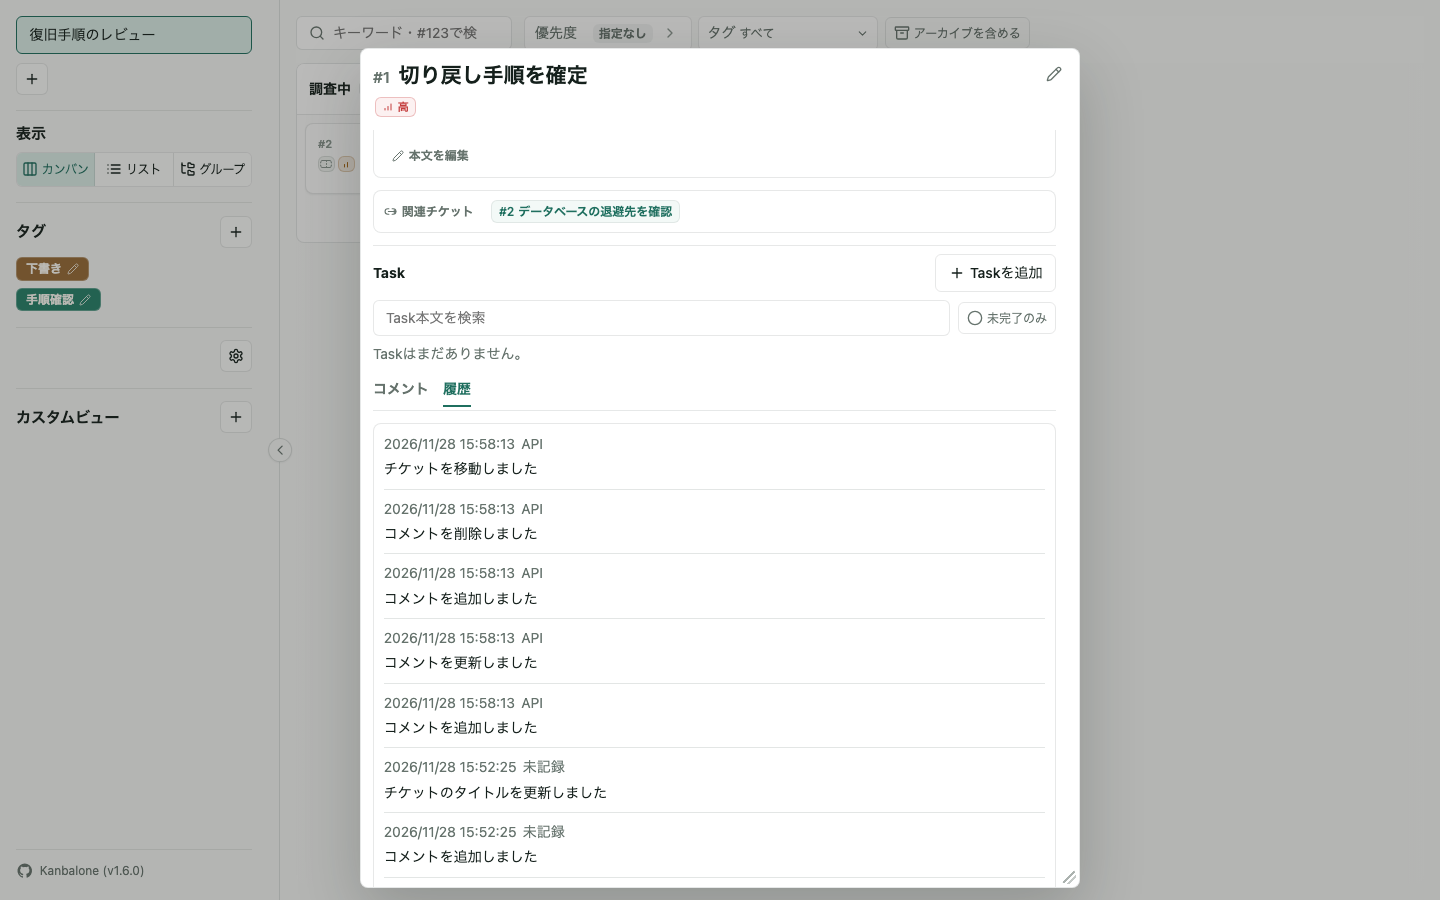 復旧手順のレビュー
表示
カンバン
リスト
グループ
タグ
下書き
手順確認
カスタムビュー
Kanbalone (v1.6.0)
キーワード・#123で検
優先度 指定なし
タグ すべて
アーカイブを含める
調査中
#2
#1 切り戻し手順を確定
高
本文を編集
関連チケット #2 データベースの退避先を確認
Task
Taskを追加
Task本文を検索
未完了のみ
Taskはまだありません。
コメント 履歴
2026/11/28 15:58:13 API
チケットを移動しました
2026/11/28 15:58:13 API
コメントを削除しました
2026/11/28 15:58:13 API
コメントを追加しました
2026/11/28 15:58:13 API
コメントを更新しました
2026/11/28 15:58:13 API
コメントを追加しました
2026/11/28 15:52:25 未記録
チケットのタイトルを更新しました
2026/11/28 15:52:25 未記録
コメントを追加しました